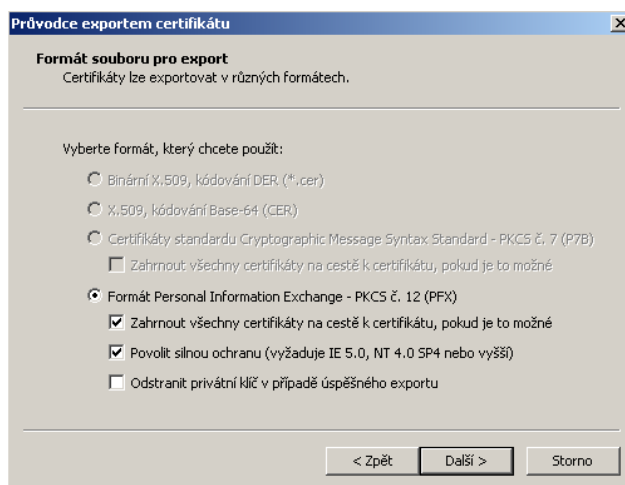 Průvodce exportem certifikátu
Formát souboru pro export
Certifikáty lze exportovat v různých formátech.
Vyberte formát, který chcete použít:
Binární X.509, kódování DER (*.cer)
X.509, kódování Base-64 (CER)
Certifikáty standardu Cryptographic Message Syntax Standard - PKCS č. 7 (P7B)
Zahrnout všechny certifikáty na cestě k certifikátu, pokud je to možné
Formát Personal Information Exchange - PKCS č. 12 (PFX)
Zahrnout všechny certifikáty na cestě k certifikátu, pokud je to možné
Povolit silnou ochranu (vyžaduje IE 5.0, NT 4.0 SP4 nebo vyšší)
Odstranit privátní klíč v případě úspěšného exportu
< Zpět Další > Storno